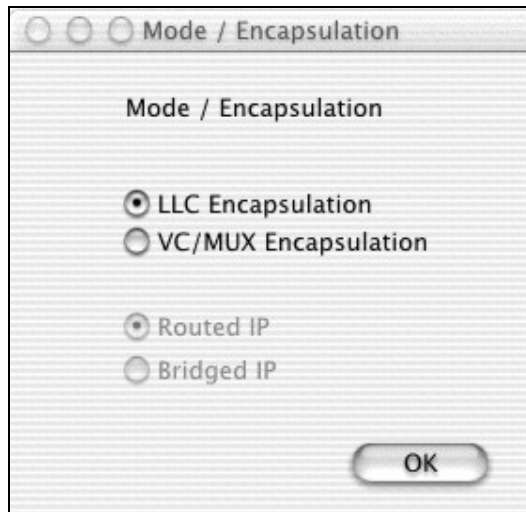 Mode / Encapsulation
Mode / Encapsulation
LLC Encapsulation
VC/MUX Encapsulation
Routed IP
Bridged IP
OK